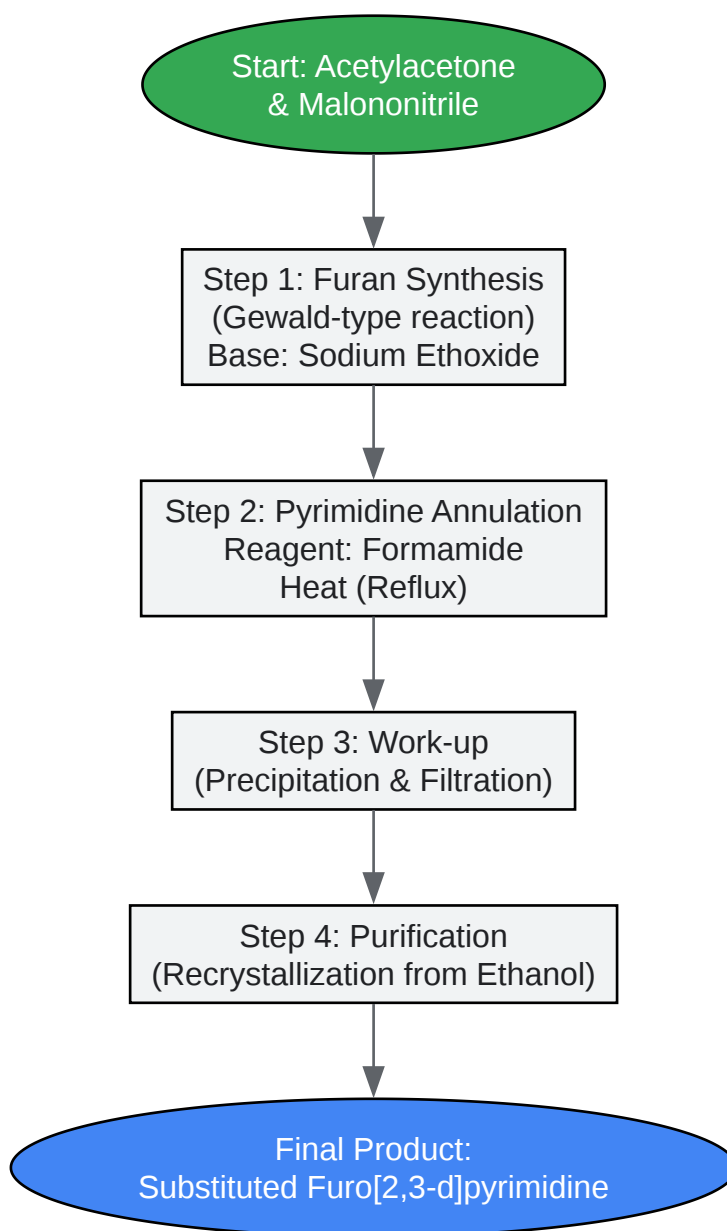 Start: Acetylacetone
& Malononitrile
Step 1: Furan Synthesis
(Gewald-type reaction)
Base: Sodium Ethoxide
Step 2: Pyrimidine Annulation
Reagent: Formamide
Heat (Reflux)
Step 3: Work-up
(Precipitation & Filtration)
Step 4: Purification
(Recrystallization from Ethanol)
Final Product:
Substituted Furo[2,3-d]pyrimidine